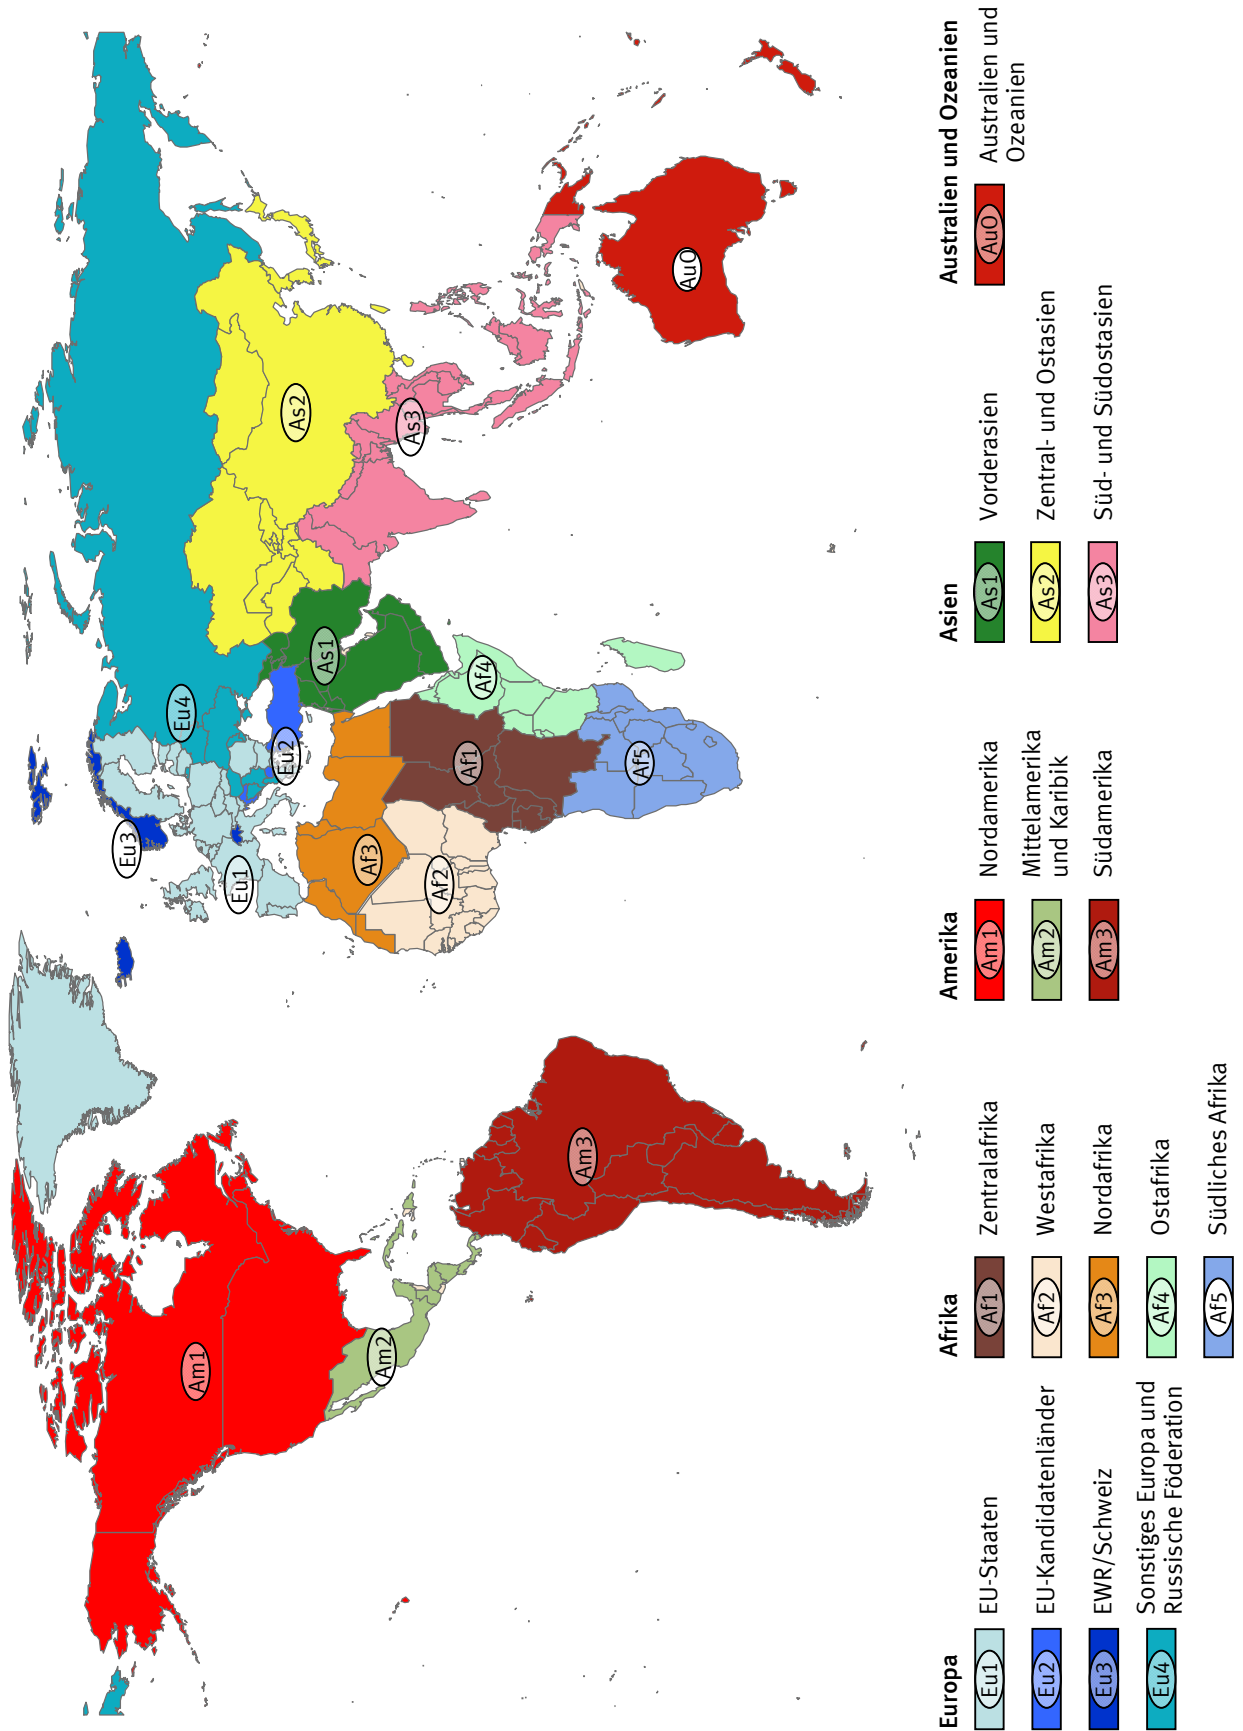 Eu3
Eu4
Eu1
Eu2
As1
As2
As3
Am1
Am2
Am3
Af3
Af2
Af1
Af4
Af5
AuO
Europa
Eu1 EU-Staaten
Eu2 EU-Kandidatenländer
Eu3 EWR/Schweiz
Eu4 Sonstiges Europa und
Russische Föderation
Afrika
Af1 Zentralafrika
Af2 Westafrika
Af3 Nordafrika
Af4 Ostafrika
Af5 Südliches Afrika
Amerika
Am1 Nordamerika
Am2 Mittelamerika
und Karibik
Am3 Südamerika
Asien
As1 Vorderasien
As2 Zentral- und Ostasien
As3 Süd- und Südostasien
Australien und Ozeanien
AuO Australien und
Ozeanien